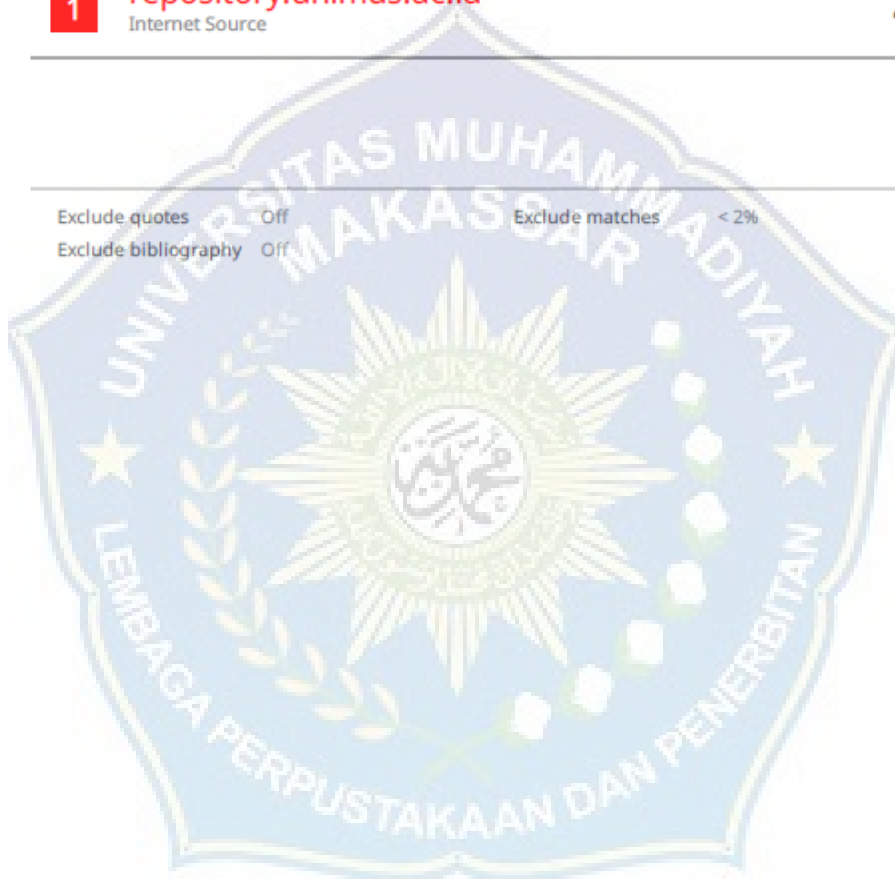 1
Internet Source
Exclude quotes Off
Exclude matches < 2%
Exclude bibliography Off
UNIVERSITAS MUHAMMADIYAH
MAKASSAR
محمد
LEMBAGA PERPUSTAKAAN DAN PENERBITAN